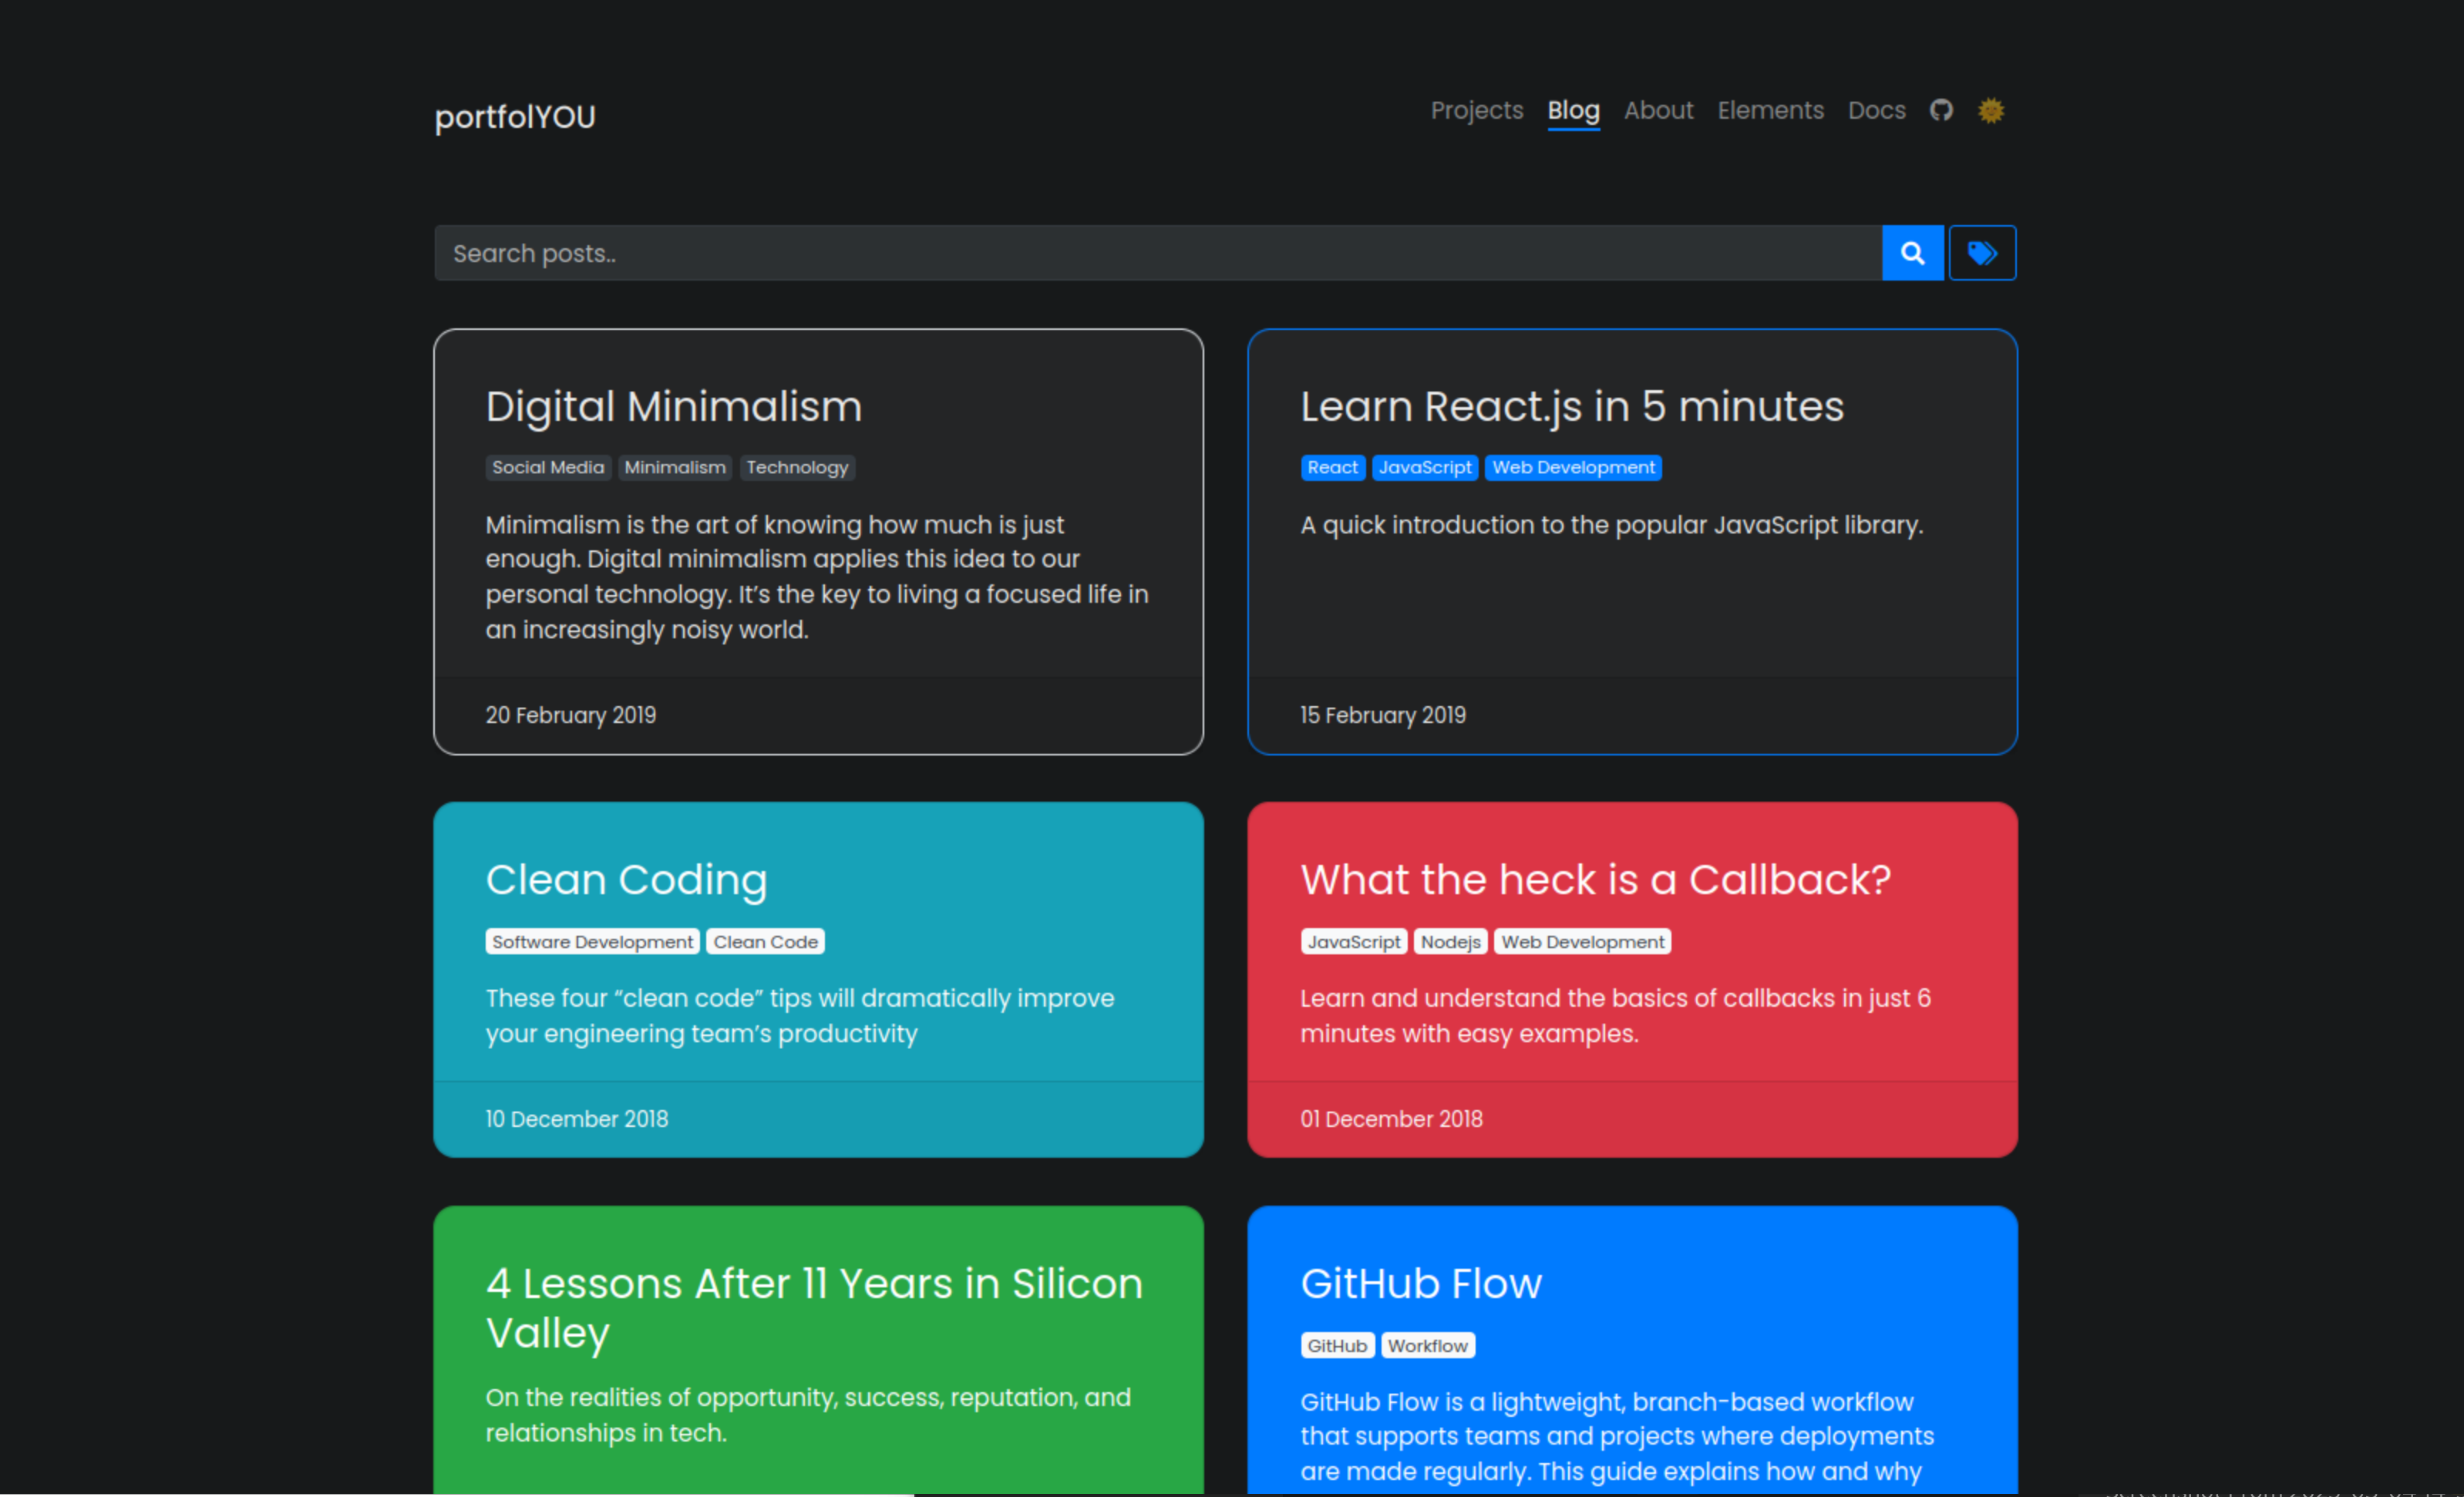 portfolYOU
Projects Blog About Elements Docs
Search posts..
Digital Minimalism
Social Media Minimalism Technology
Minimalism is the art of knowing how much is just
enough. Digital minimalism applies this idea to our
personal technology. It’s the key to living a focused life in
an increasingly noisy world.
20 February 2019
Learn React.js in 5 minutes
React JavaScript Web Development
A quick introduction to the popular JavaScript library.
15 February 2019
Clean Coding
Software Development Clean Code
These four “clean code” tips will dramatically improve
your engineering team’s productivity
10 December 2018
What the heck is a Callback?
JavaScript Nodejs Web Development
Learn and understand the basics of callbacks in just 6
minutes with easy examples.
01 December 2018
4 Lessons After 11 Years in Silicon
Valley
On the realities of opportunity, success, reputation, and
relationships in tech.
GitHub Flow
GitHub Workflow
GitHub Flow is a lightweight, branch-based workflow
that supports teams and projects where deployments
are made regularly. This guide explains how and why